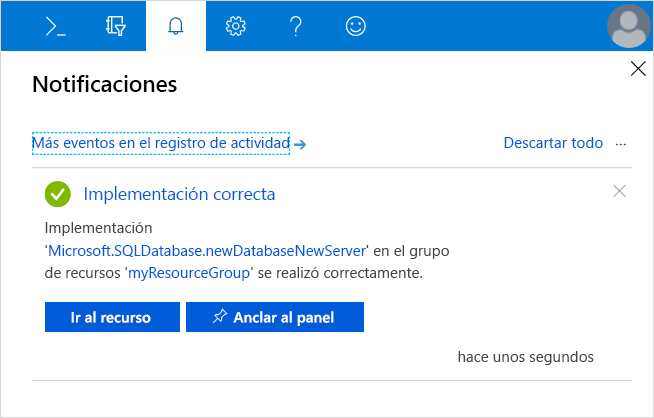 Notificaciones
Más eventos en el registro de actividad
Descartar todo
Implementación correcta
Implementación
'Microsoft.SQLDatabase.newDatabaseNewServer' en el grupo
de recursos 'myResourceGroup' se realizó correctamente.
Ir al recurso
Anclar al panel
hace unos segundos